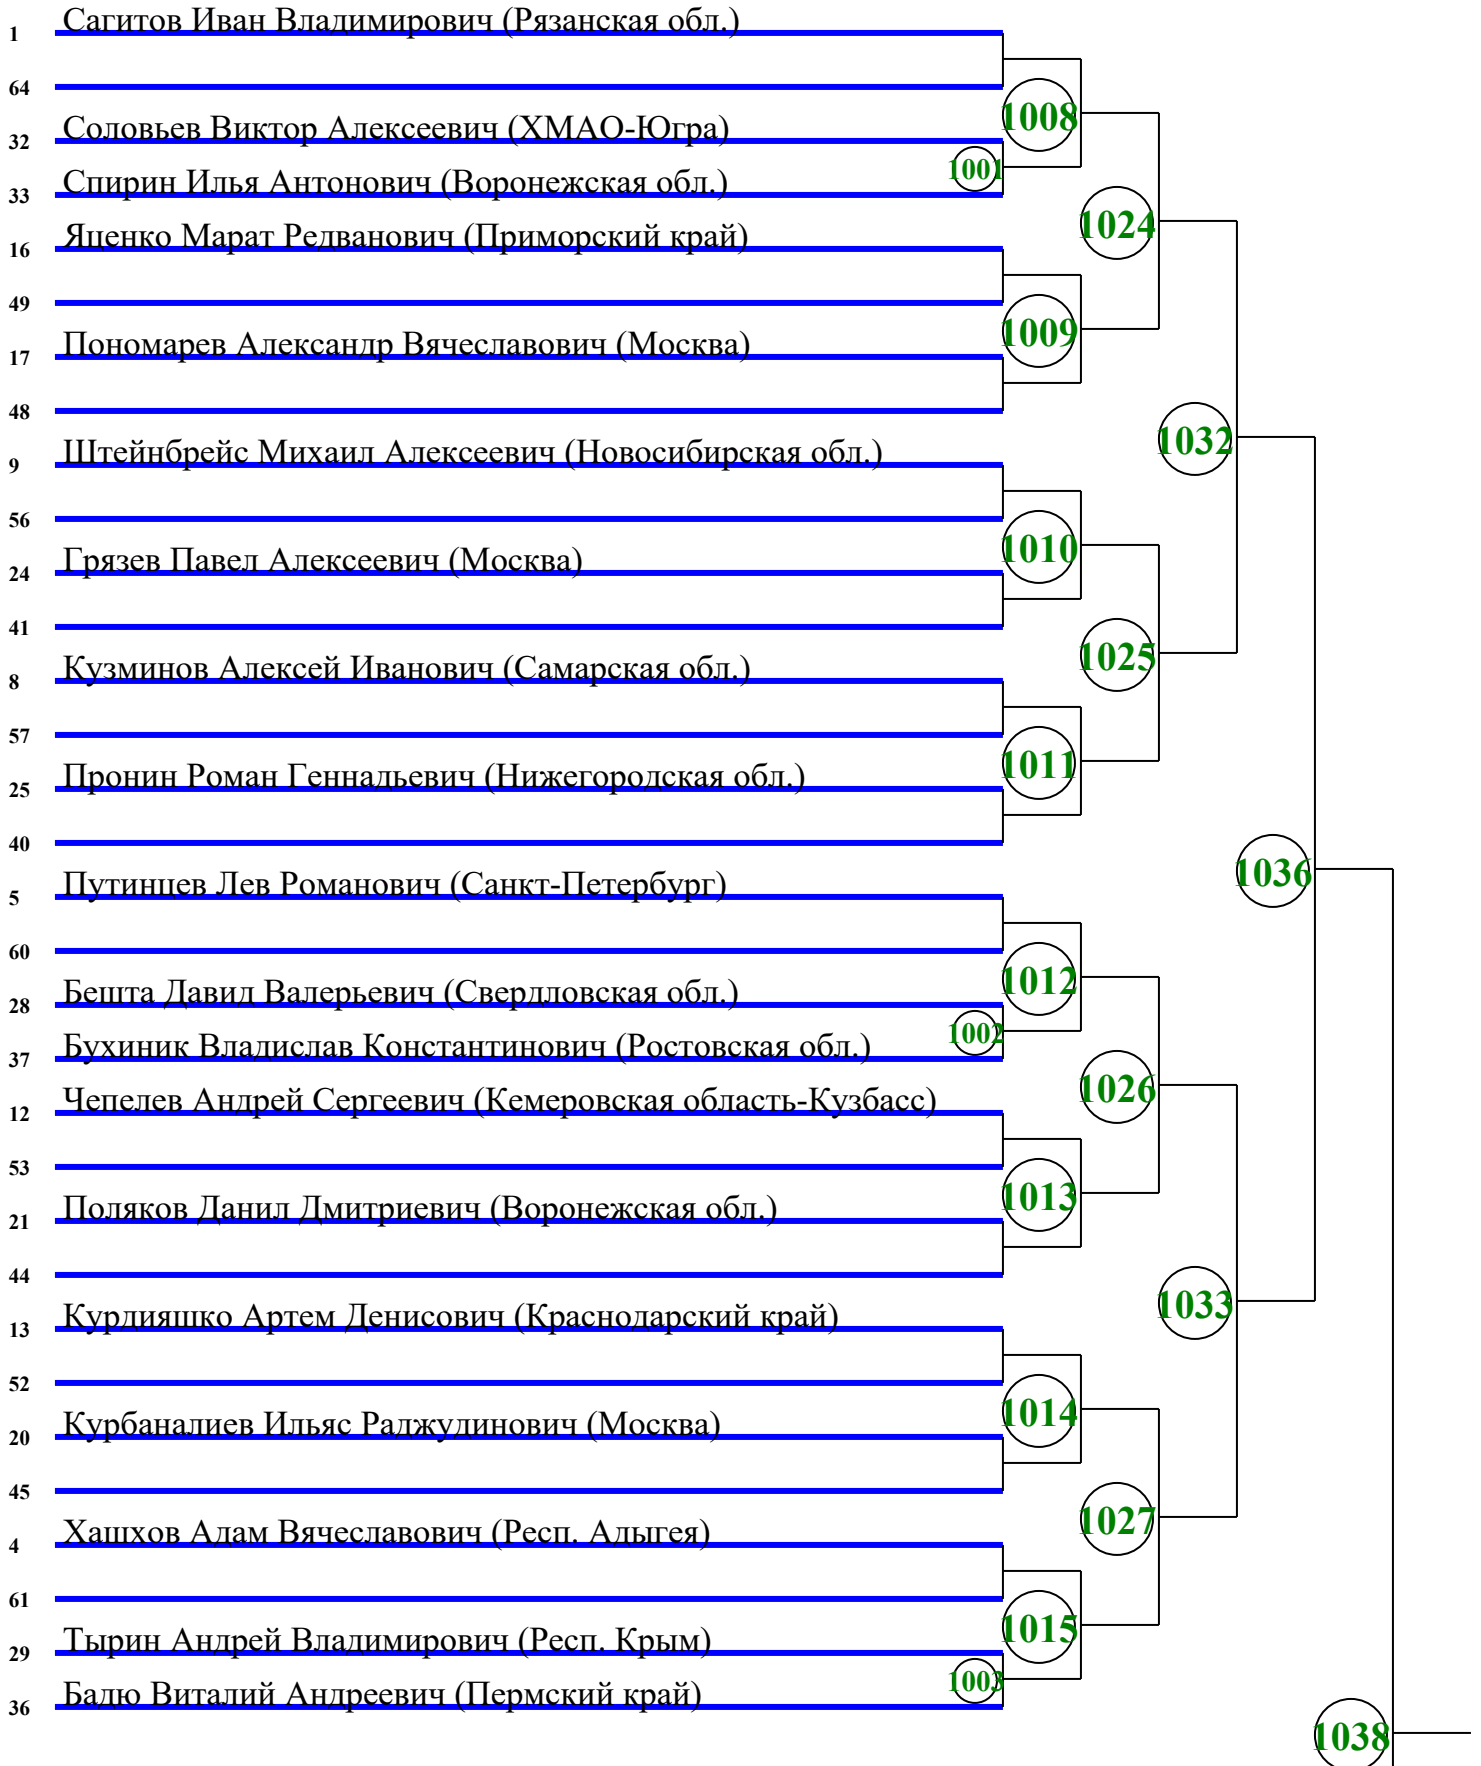 1 Сагитов Иван Владимирович (Рязанская обл.)
64
1008
32 Соловьев Виктор Алексеевич (ХМАО-Югра)
1001
33 Спирин Илья Антонович (Воронежская обл.)
1024
16 Яценко Марат Редванович (Приморский край)
49
1009
17 Пономарев Александр Вячеславович (Москва)
48
1032
9 Штейнбрейс Михаил Алексеевич (Новосибирская обл.)
56
1010
24 Грязев Павел Алексеевич (Москва)
41
1025
8 Кузминов Алексей Иванович (Самарская обл.)
57
1011
25 Пронин Роман Геннадьевич (Нижегородская обл.)
40
1036
5 Путинцев Лев Романович (Санкт-Петербург)
60
1012
28 Бешта Давид Валерьевич (Свердловская обл.)
1002
37 Бухиник Владислав Константинович (Ростовская обл.)
1026
12 Чепелев Андрей Сергеевич (Кемеровская область-Кузбасс)
53
1013
21 Поляков Данил Дмитриевич (Воронежская обл.)
44
1033
13 Курдияшко Артем Денисович (Краснодарский край)
52
1014
20 Курбаналиев Ильяс Раджудинович (Москва)
45
1027
4 Хашхов Адам Вячеславович (Респ. Адыгея)
61
1015
29 Тырин Андрей Владимирович (Респ. Крым)
1003
36 Бадю Виталий Андреевич (Пермский край)
1038